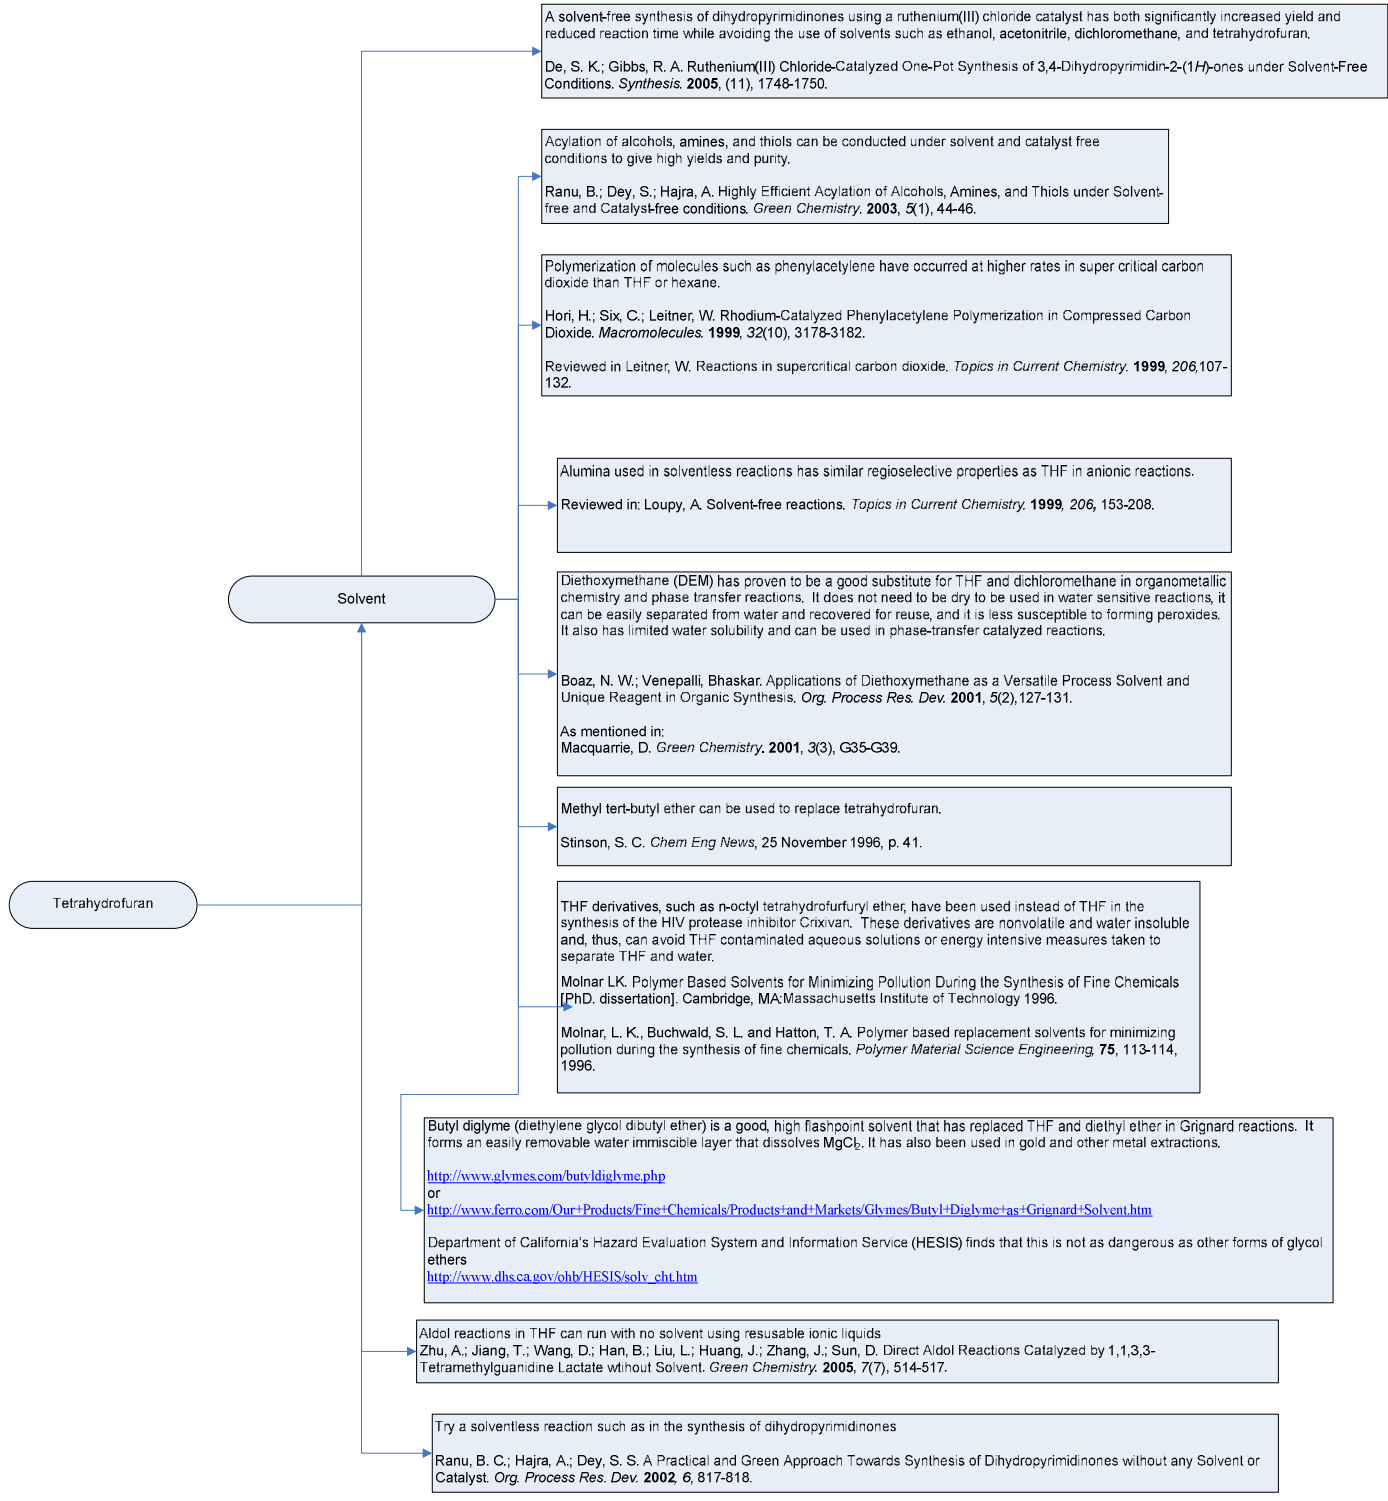 A solvent-free synthesis of dihydropyrimidinones using a ruthenium(III) chloride catalyst has both significantly increased yield and
reduced reaction time while avoiding the use of solvents such as ethanol, acetonitrile, dichloromethane, and tetrahydrofuran.
De, S. K.; Gibbs, R. A. Ruthenium(III) Chloride-Catalyzed One-Pot Synthesis of 3,4-Dihydropyrimidin-2-(1H)-ones under Solvent-Free
Conditions. Synthesis. 2005, (11), 1748-1750.
Acylation of alcohols, amines, and thiols can be conducted under solvent and catalyst free
conditions to give high yields and purity.
Ranu, B.; Dey, S.; Hajra, A. Highly Efficient Acylation of Alcohols, Amines, and Thiols under Solvent-
free and Catalyst-free conditions. Green Chemistry. 2003, 5(1), 44-46.
Polymerization of molecules such as phenylacetylene have occurred at higher rates in super critical carbon
dioxide than THF or hexane.
Hori, H.; Six, C.; Leitner, W. Rhodium-Catalyzed Phenylacetylene Polymerization in Compressed Carbon
Dioxide. Macromolecules. 1999, 32(10), 3178-3182.
Reviewed in Leitner, W. Reactions in supercritical carbon dioxide. Topics in Current Chemistry. 1999, 206,107-
132.
Alumina used in solventless reactions has similar regioselective properties as THF in anionic reactions.
Reviewed in: Loupy, A. Solvent-free reactions. Topics in Current Chemistry. 1999, 206, 153-208.
Solvent
Diethoxymethane (DEM) has proven to be a good substitute for THF and dichloromethane in organometallic
chemistry and phase transfer reactions. It does not need to be dry to be used in water sensitive reactions, it
can be easily separated from water and recovered for reuse, and it is less susceptible to forming peroxides.
It also has limited water solubility and can be used in phase-transfer catalyzed reactions.
Boaz, N. W.; Venepalli, Bhaskar. Applications of Diethoxymethane as a Versatile Process Solvent and
Unique Reagent in Organic Synthesis. Org. Process Res. Dev. 2001, 5(2),127-131.
As mentioned in:
Macquarrie, D. Green Chemistry. 2001, 3(3), G35-G39.
Methyl tert-butyl ether can be used to replace tetrahydrofuran.
Stinson, S. C. Chem Eng News, 25 November 1996, p. 41.
Tetrahydrofuran
THF derivatives, such as n-octyl tetrahydrofurfuryl ether, have been used instead of THF in the
synthesis of the HIV protease inhibitor Crixivan. These derivatives are nonvolatile and water insoluble
and, thus, can avoid THF contaminated aqueous solutions or energy intensive measures taken to
separate THF and water.
Molnar LK. Polymer Based Solvents for Minimizing Pollution During the Synthesis of Fine Chemicals
[PhD. dissertation]. Cambridge, MA:Massachusetts Institute of Technology 1996.
Molnar, L. K., Buchwald, S. L. and Hatton, T. A. Polymer based replacement solvents for minimizing
pollution during the synthesis of fine chemicals. Polymer Material Science Engineering, 75, 113-114,
1996.
Butyl diglyme (diethylene glycol dibutyl ether) is a good, high flashpoint solvent that has replaced THF and diethyl ether in Grignard reactions. It
forms an easily removable water immiscible layer that dissolves MgCl₂. It has also been used in gold and other metal extractions.
http://www.glymes.com/butyldiglyme.php
or
http://www.ferro.com/Our+Products/Fine+Chemicals/Products+and+Markets/Glymes/Butyl+Diglyme+as+Grignard+Solvent.htm
Department of California's Hazard Evaluation System and Information Service (HESIS) finds that this is not as dangerous as other forms of glycol
ethers
http://www.dhs.ca.gov/ohb/HESIS/solv_cht.htm
Aldol reactions in THF can run with no solvent using resusable ionic liquids
Zhu, A.; Jiang, T.; Wang, D.; Han, B.; Liu, L.; Huang, J.; Zhang, J.; Sun, D. Direct Aldol Reactions Catalyzed by 1,1,3,3-
Tetramethylguanidine Lactate wtihout Solvent. Green Chemistry. 2005, 7(7), 514-517.
Try a solventless reaction such as in the synthesis of dihydropyrimidinones
Ranu, B. C.; Hajra, A.; Dey, S. S. A Practical and Green Approach Towards Synthesis of Dihydropyrimidinones without any Solvent or
Catalyst. Org. Process Res. Dev. 2002, 6, 817-818.